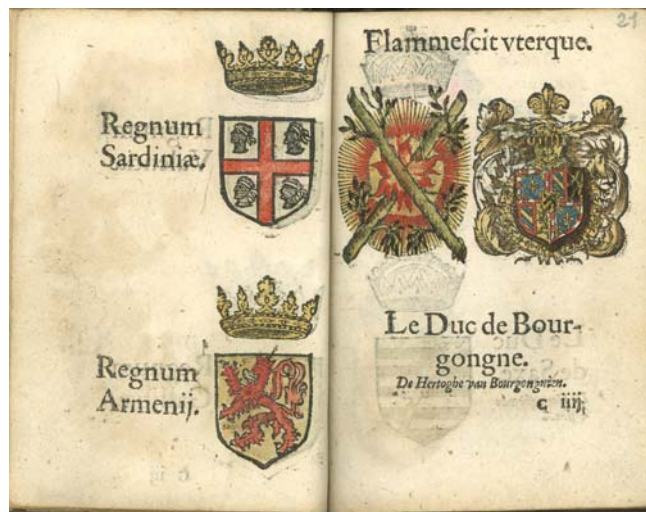 Regnum
Sardiniæ.
Regnum
Armenij.
21
Flammeſcit vterque.
Le Duc de Bour-
gongne.
De Hertoghe van Bourgongnien.
C iiij